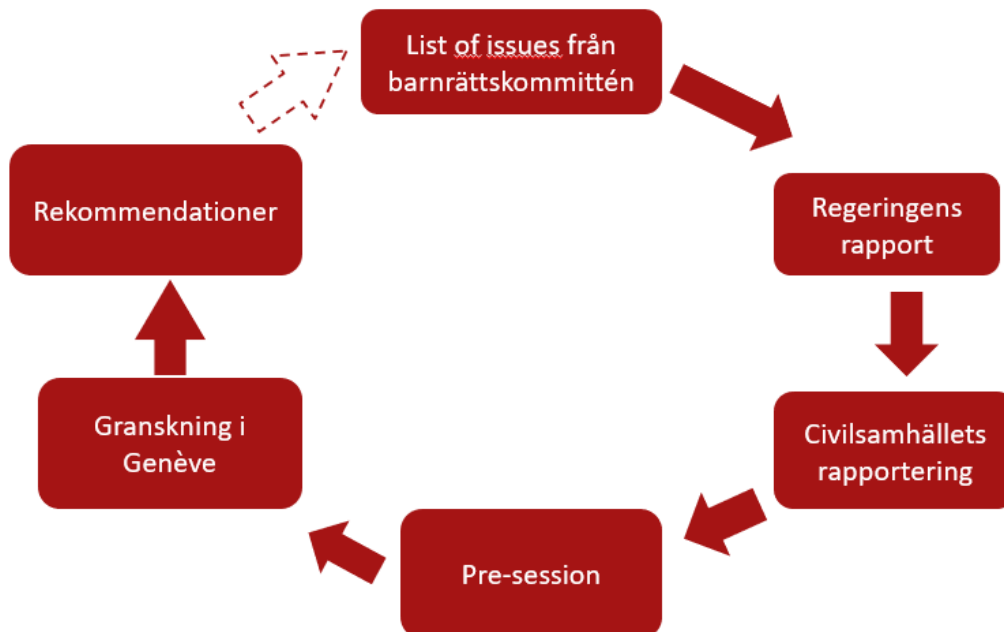 List of issues från
barnrättskommittén
Regeringens
rapport
Civilsamhällets
rapportering
Pre-session
Granskning i
Genève
Rekommendationer